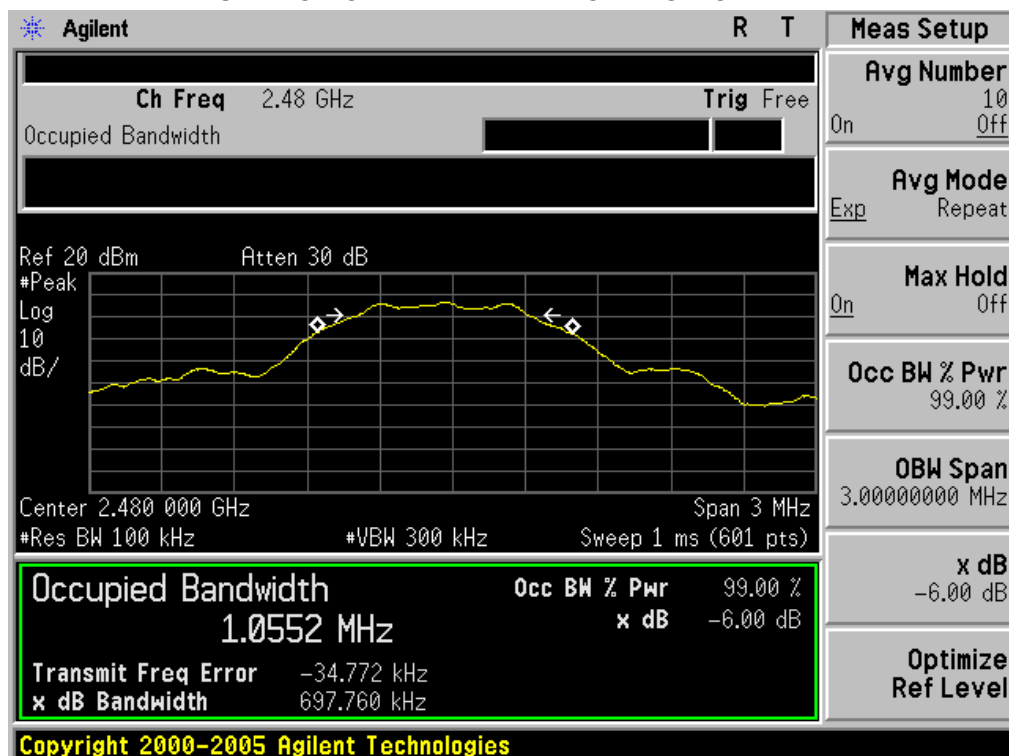 Agilent R T
Ch Freq 2.48 GHz Trig Free
Occupied Bandwidth
Ref 20 dBm Atten 30 dB
#Peak
Log
10
dB/
Center 2.480 000 GHz Span 3 MHz
#Res BW 100 kHz #VBW 300 kHz Sweep 1 ms (601 pts)
Occupied Bandwidth Occ BW % Pwr 99.00 %
1.0552 MHz x dB -6.00 dB
Transmit Freq Error -34.772 kHz
x dB Bandwidth 697.760 kHz
Copyright 2000-2005 Agilent Technologies
Meas Setup
Avg Number
10
On Off
Avg Mode
Exp Repeat
Max Hold
On Off
Occ BW % Pwr
99.00 %
OBW Span
3.00000000 MHz
x dB
-6.00 dB
Optimize
Ref Level